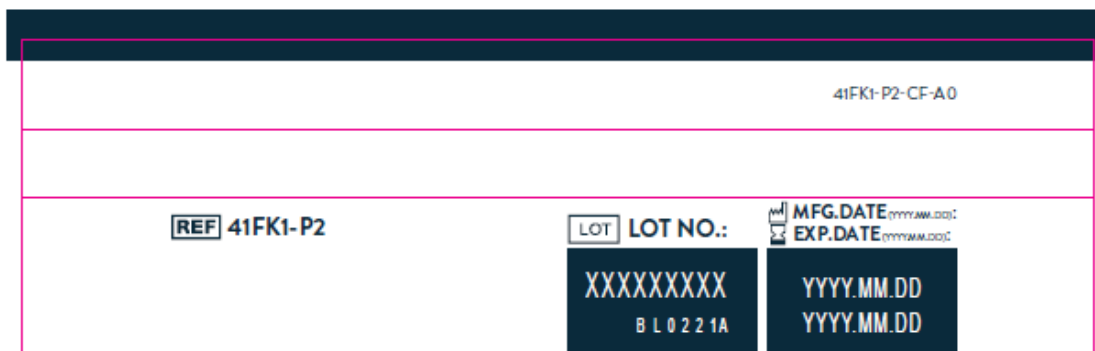 41FK1-P2-CF-A0
REF 41FK1-P2
LOT LOT NO.:
MFG.DATE(YYYY.MM.DD):
EXP.DATE(YYYY.MM.DD):
XXXXXXXXX
BL0221A
YYYY.MM.DD
YYYY.MM.DD